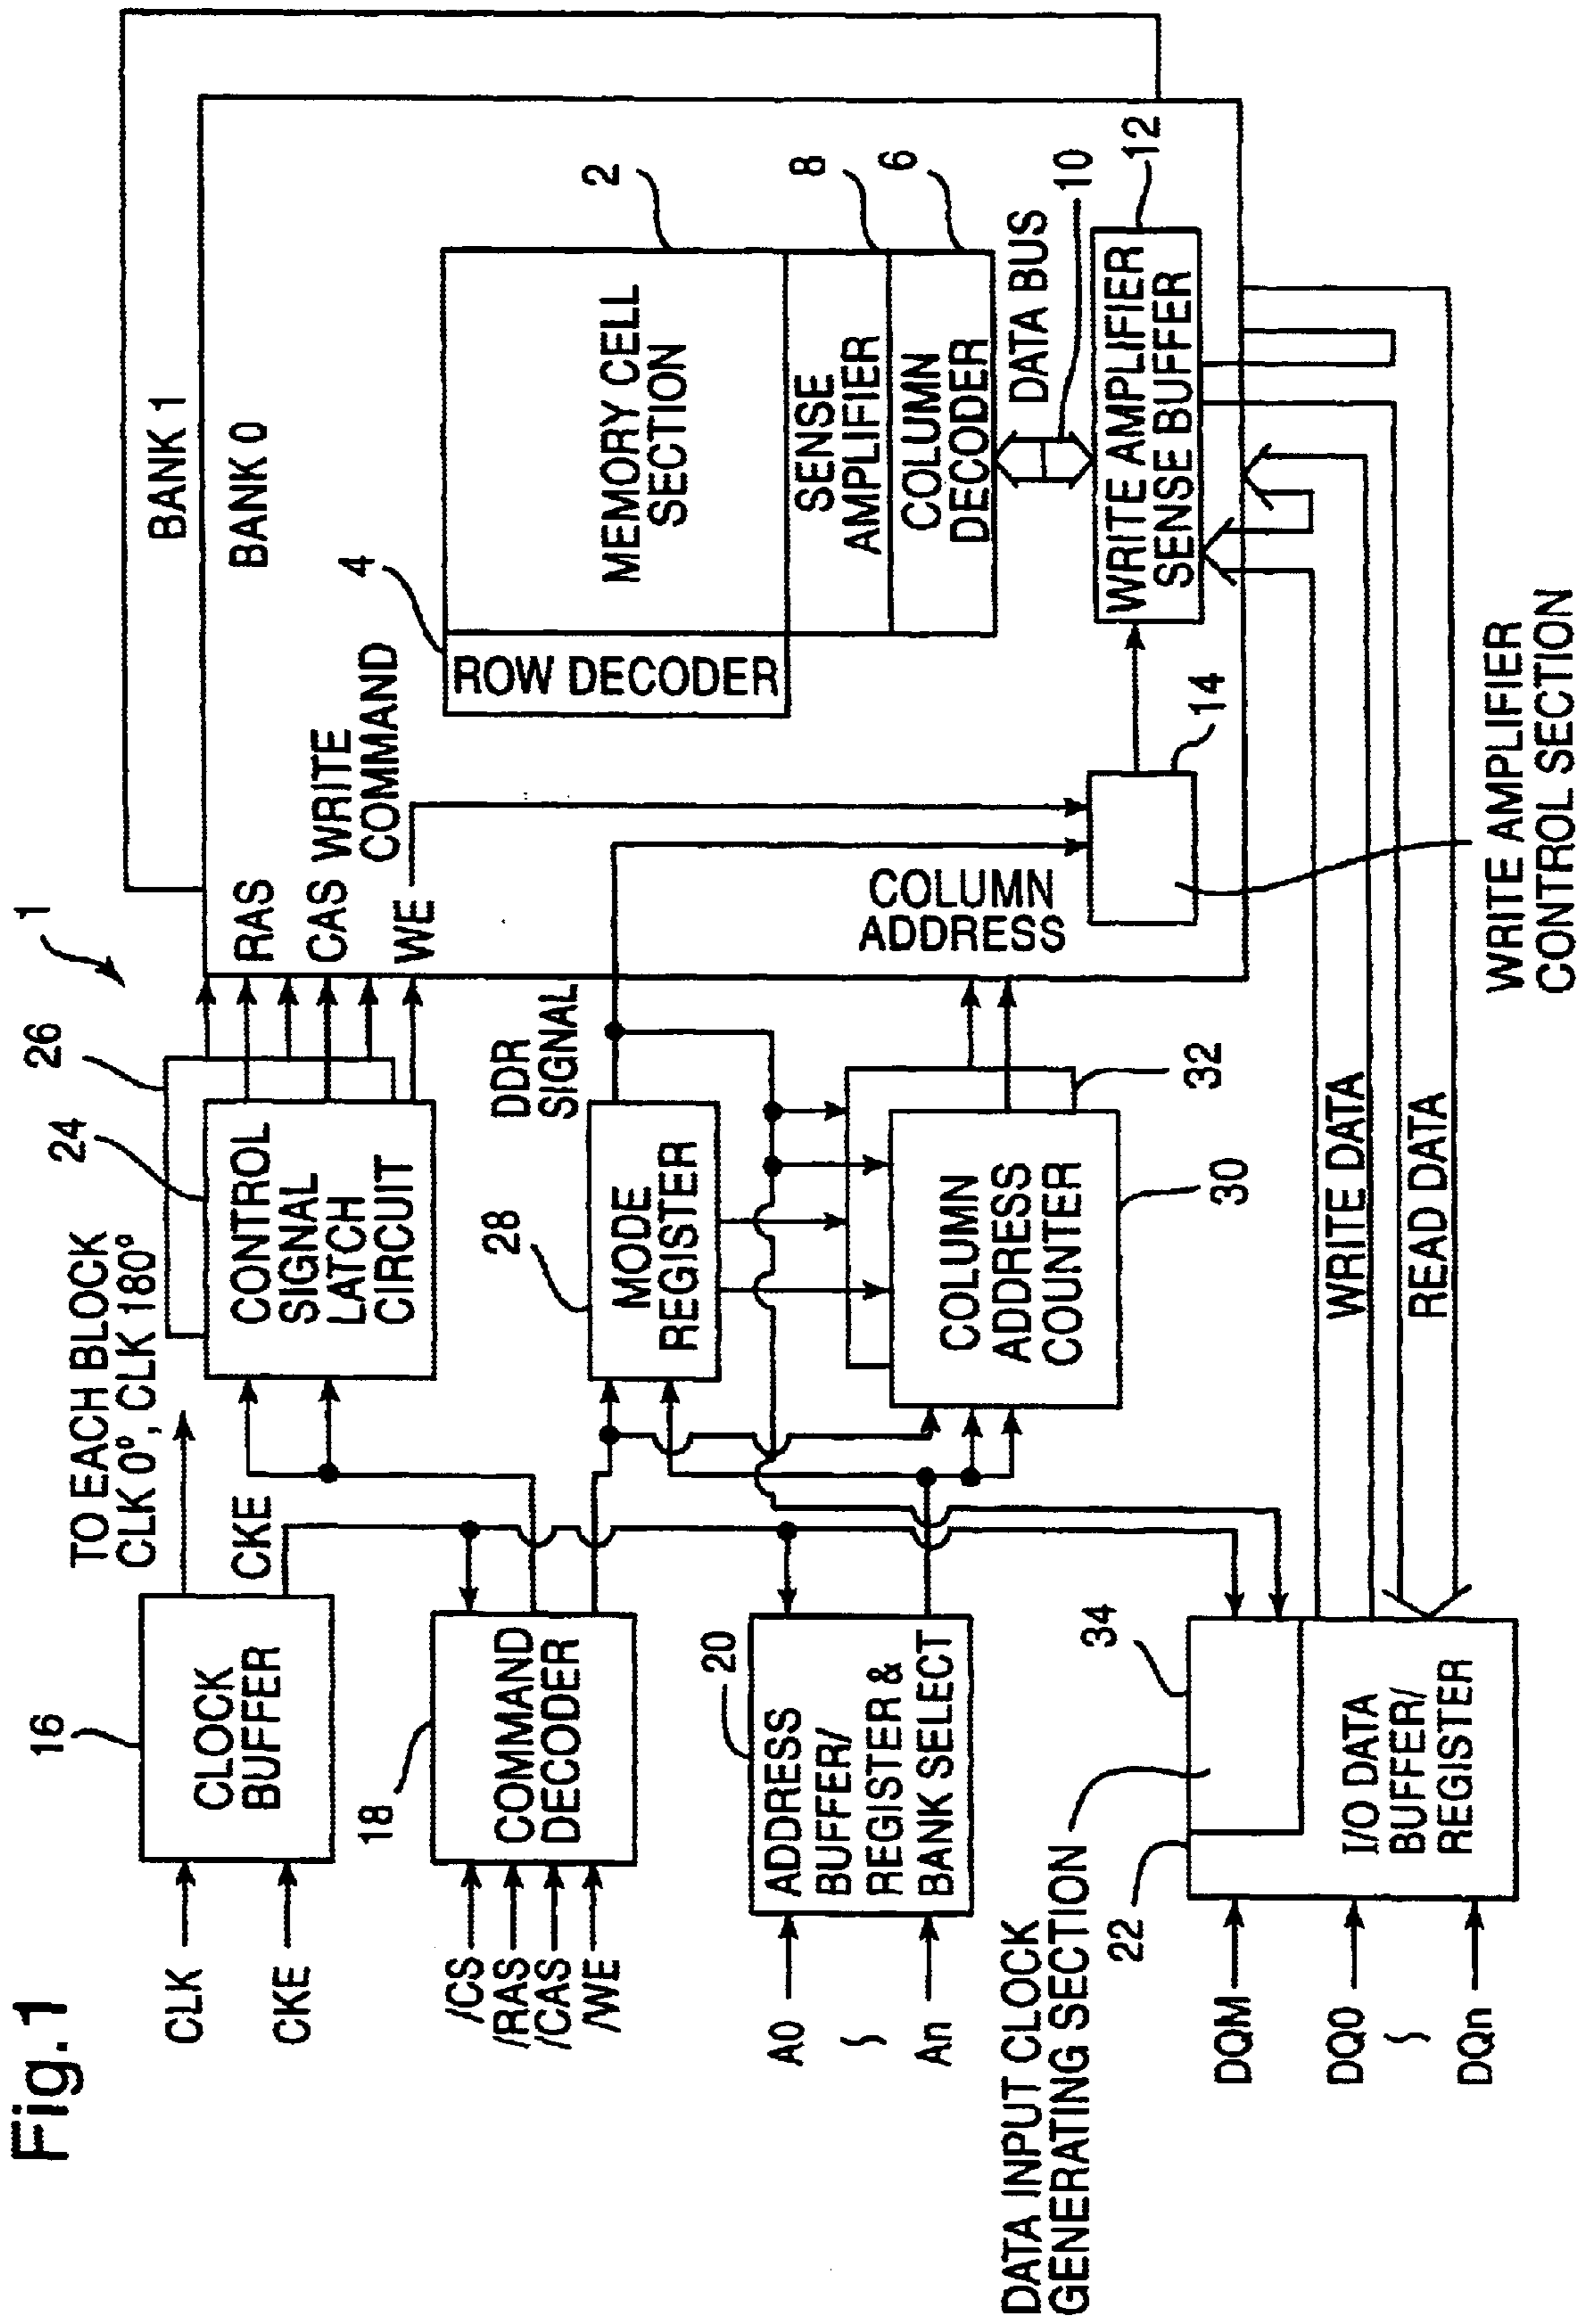 Fig.1
CLK
CKE
/CS
/RAS
/CAS
/WE
A0
An
DQM
DQ0
DQn
DATA INPUT CLOCK
GENERATING SECTION
16
CLOCK
BUFFER
18
COMMAND
DECODER
20
ADDRESS
BUFFER/
REGISTER &
BANK SELECT
22
34
I/O DATA
BUFFER/
REGISTER
TO EACH BLOCK
CLK 0°, CLK 180°
CKE
24
26
CONTROL
SIGNAL
LATCH
CIRCUIT
28
MODE
REGISTER
DDR
SIGNAL
COLUMN
ADDRESS
COUNTER
30
32
WRITE DATA
READ DATA
1
BANK 1
BANK 0
RAS
CAS
WE
WRITE
COMMAND
COLUMN
ADDRESS
4
ROW DECODER
2
MEMORY CELL
SECTION
8
SENSE
AMPLIFIER
6
COLUMN
DECODER
DATA BUS
10
12
WRITE AMPLIFIER
SENSE BUFFER
14
WRITE AMPLIFIER
CONTROL SECTION